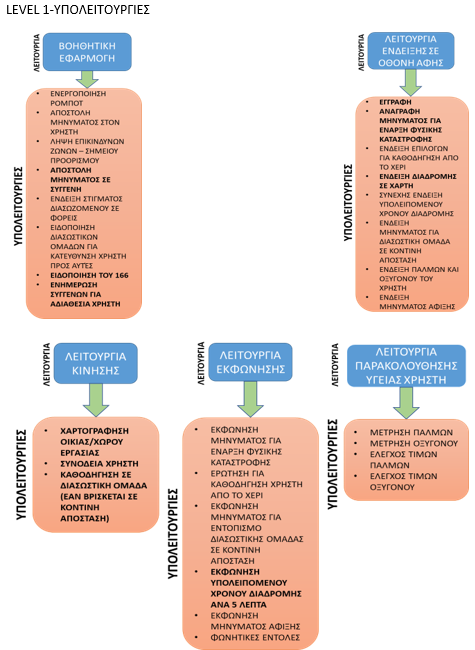 LEVEL 1-ΥΠΟΛΕΙΤΟΥΡΓΙΕΣ
ΛΕΙΤΟΥΡΓΙΑ
ΒΟΗΘΗΤΙΚΗ
ΕΦΑΡΜΟΓΗ
ΥΠΟΛΕΙΤΟΥΡΓΙΕΣ
• ΕΝΕΡΓΟΠΟΙΗΣΗ
ΡΟΜΠΟΤ
• ΑΠΟΣΤΟΛΗ
ΜΗΝΥΜΑΤΟΣ ΣΤΟΝ
ΧΡΗΣΤΗ
• ΛΗΨΗ ΕΠΙΚΙΝΔΥΝΩΝ
ΖΩΝΩΝ – ΣΗΜΕΙΟΥ
ΠΡΟΟΡΙΣΜΟΥ
• ΑΠΟΣΤΟΛΗ
ΜΗΝΥΜΑΤΟΣ ΣΕ
ΣΥΓΓΕΝΗ
• ΕΝΔΕΙΞΗ ΣΤΙΓΜΑΤΟΣ
ΔΙΑΣΩΖΟΜΕΝΟΥ ΣΕ
ΦΟΡΕΙΣ
• ΕΙΔΟΠΟΙΗΣΗ
ΔΙΑΣΩΣΤΙΚΩΝ
ΟΜΑΔΩΝ ΓΙΑ
ΚΑΤΕΥΘΥΝΣΗ ΧΡΗΣΤΗ
ΠΡΟΣ ΑΥΤΕΣ
• ΕΙΔΟΠΟΙΗΣΗ ΤΟΥ 166
• ΕΝΗΜΕΡΩΣΗ
ΣΥΓΓΕΝΩΝ ΓΙΑ
ΑΔΙΑΘΕΣΙΑ ΧΡΗΣΤΗ
ΛΕΙΤΟΥΡΓΙΑ
ΛΕΙΤΟΥΡΓΙΑ
ΕΝΔΕΙΞΗΣ ΣΕ
ΟΘΟΝΗ ΑΦΗΣ
ΥΠΟΛΕΙΤΟΥΡΓΙΕΣ
• ΕΓΓΡΑΦΗ
• ΑΝΑΓΡΑΦΗ
ΜΗΝΥΜΑΤΟΣ ΓΙΑ
ΕΝΑΡΞΗ ΦΥΣΙΚΗΣ
ΚΑΤΑΣΤΡΟΦΗΣ
• ΕΝΔΕΙΞΗ ΕΠΙΛΟΓΩΝ
ΓΙΑ ΚΑΘΟΔΗΓΗΣΗ ΑΠΟ
ΤΟ ΧΕΡΙ
• ΕΝΔΕΙΞΗ ΔΙΑΔΡΟΜΗΣ
ΣΕ ΧΑΡΤΗ
• ΣΥΝΕΧΗΣ ΕΝΔΕΙΞΗ
ΥΠΟΛΕΙΠΟΜΕΝΟΥ
ΧΡΟΝΟΥ ΔΙΑΔΡΟΜΗΣ
• ΕΝΔΕΙΞΗ
ΜΗΝΥΜΑΤΟΣ ΓΙΑ
ΔΙΑΣΩΣΤΙΚΗ ΟΜΑΔΑ
ΣΕ ΚΟΝΤΙΝΗ
ΑΠΟΣΤΑΣΗ
• ΕΝΔΕΙΞΗ ΠΑΛΜΩΝ ΚΑΙ
ΟΞΥΓΟΝΟΥ ΤΟΥ
ΧΡΗΣΤΗ
• ΕΝΔΕΙΞΗ
ΜΗΝΥΜΑΤΟΣ ΑΦΙΞΗΣ
ΛΕΙΤΟΥΡΓΙΑ
ΛΕΙΤΟΥΡΓΙΑ
ΚΙΝΗΣΗΣ
ΥΠΟΛΕΙΤΟΥΡΓΙΕΣ
• ΧΑΡΤΟΓΡΑΦΗΣΗ
ΟΙΚΙΑΣ/ΧΩΡΟΥ
ΕΡΓΑΣΙΑΣ
• ΣΥΝΟΔΕΙΑ ΧΡΗΣΤΗ
• ΚΑΘΟΔΗΓΗΣΗ ΣΕ
ΔΙΑΣΩΣΤΙΚΗ ΟΜΑΔΑ
(ΕΑΝ ΒΡΙΣΚΕΤΑΙ ΣΕ
ΚΟΝΤΙΝΗ
ΑΠΟΣΤΑΣΗ)
ΛΕΙΤΟΥΡΓΙΑ
ΛΕΙΤΟΥΡΓΙΑ
ΕΚΦΩΝΗΣΗΣ
ΥΠΟΛΕΙΤΟΥΡΓΙΕΣ
• ΕΚΦΩΝΗΣΗ
ΜΗΝΥΜΑΤΟΣ ΓΙΑ
ΕΝΑΡΞΗ ΦΥΣΙΚΗΣ
ΚΑΤΑΣΤΡΟΦΗΣ
• ΕΡΩΤΗΣΗ ΓΙΑ
ΚΑΘΟΔΗΓΗΣΗ ΧΡΗΣΤΗ
ΑΠΟ ΤΟ ΧΕΡΙ
• ΕΚΦΩΝΗΣΗ
ΜΗΝΥΜΑΤΟΣ ΓΙΑ
ΕΝΤΟΠΙΣΜΟ
ΔΙΑΣΩΣΤΙΚΗΣ ΟΜΑΔΑΣ
ΣΕ ΚΟΝΤΙΝΗ
ΑΠΟΣΤΑΣΗ
• ΕΚΦΩΝΗΣΗ
ΥΠΟΛΕΙΠΟΜΕΝΟΥ
ΧΡΟΝΟΥ ΔΙΑΔΡΟΜΗΣ
ΑΝΑ 5 ΛΕΠΤΑ
• ΕΚΦΩΝΗΣΗ
ΜΗΝΥΜΑΤΟΣ ΑΦΙΞΗΣ
• ΦΩΝΗΤΙΚΕΣ ΕΝΤΟΛΕΣ
ΛΕΙΤΟΥΡΓΙΑ
ΛΕΙΤΟΥΡΓΙΑ
ΠΑΡΑΚΟΛΟΥΘΗΣΗΣ
ΥΓΕΙΑΣ ΧΡΗΣΤΗ
ΥΠΟΛΕΙΤΟΥΡΓΙΕΣ
• ΜΕΤΡΗΣΗ ΠΑΛΜΩΝ
• ΜΕΤΡΗΣΗ ΟΞΥΓΟΝΟΥ
• ΕΛΕΓΧΟΣ ΤΙΜΩΝ
ΠΑΛΜΩΝ
• ΕΛΕΓΧΟΣ ΤΙΜΩΝ
ΟΞΥΓΟΝΟΥ